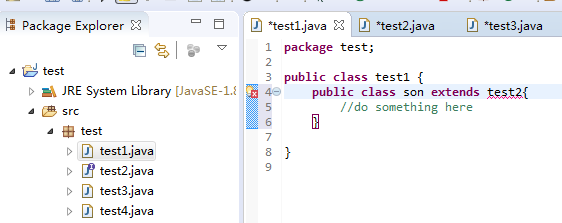 Package Explorer
test
JRE System Library [JavaSE-1.8
src
test
test1.java
test2.java
test3.java
test4.java
*test1.java
*test2.java
*test3.java
1 package test;
2
3 public class test1 {
4 public class son extends test2{
5 //do something here
6 }
7
8 }
9